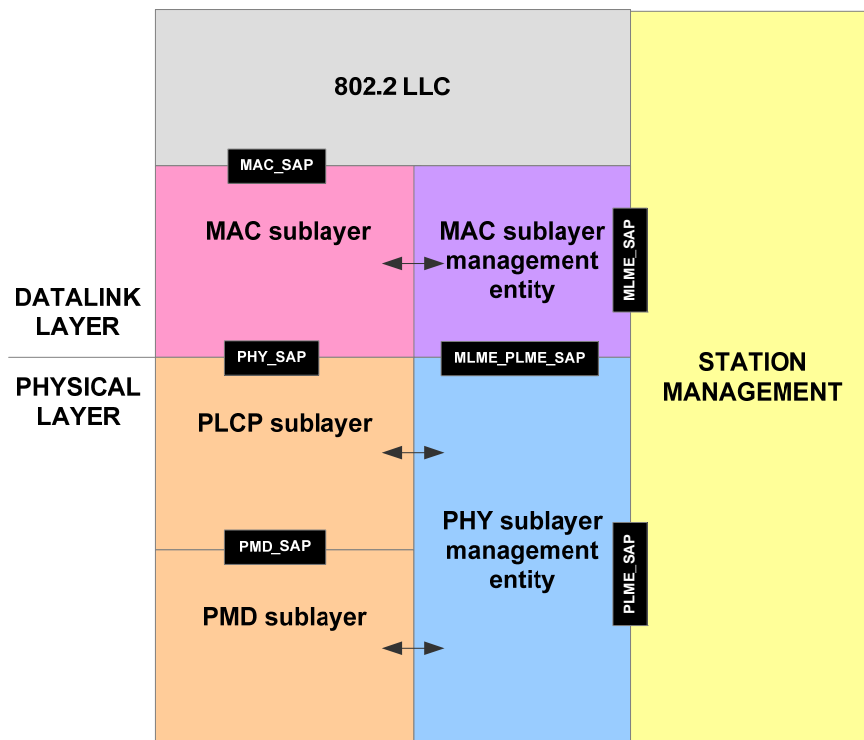 802.2 LLC
MAC_SAP
MAC sublayer
MAC sublayer
management
entity
MLME_SAP
DATALINK
LAYER
PHY_SAP
MLME_PLME_SAP
STATION
MANAGEMENT
PHYSICAL
LAYER
PLCP sublayer
PHY sublayer
management
entity
PMD_SAP
PLME_SAP
PMD sublayer